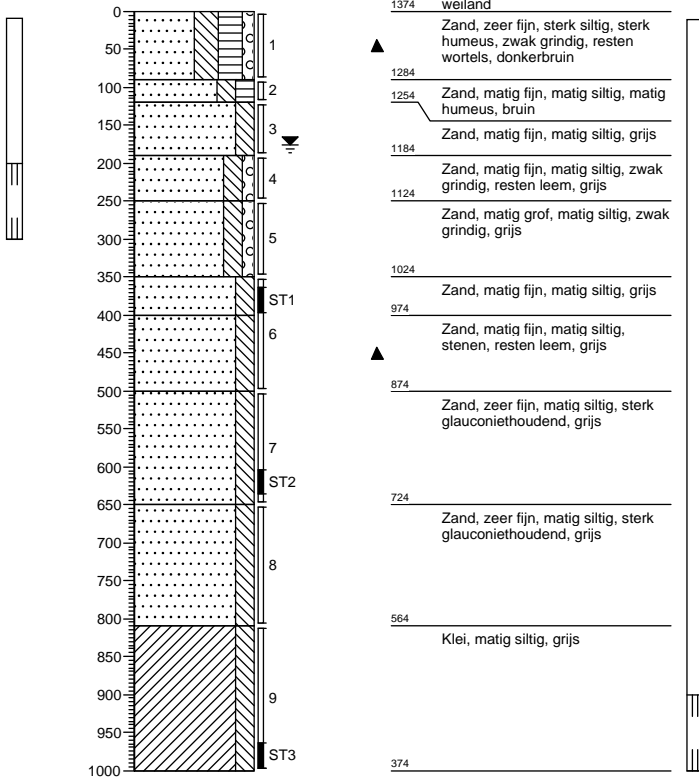 0
50
100
150
200
250
300
350
400
450
500
550
600
650
700
750
800
850
900
950
1000
1
2
3
4
5
ST1
6
7
ST2
8
9
ST3
1374 weiland
Zand, zeer fijn, sterk siltig, sterk
humeus, zwak grindig, resten
wortels, donkerbruin
1284
Zand, matig fijn, matig siltig, matig
humeus, bruin
1254
Zand, matig fijn, matig siltig, grijs
1184
Zand, matig fijn, matig siltig, zwak
grindig, resten leem, grijs
1124
Zand, matig grof, matig siltig, zwak
grindig, grijs
1024
Zand, matig fijn, matig siltig, grijs
974
Zand, matig fijn, matig siltig,
stenen, resten leem, grijs
874
Zand, zeer fijn, matig siltig, sterk
glauconiethoudend, grijs
724
Zand, zeer fijn, matig siltig, sterk
glauconiethoudend, grijs
564
Klei, matig siltig, grijs
374